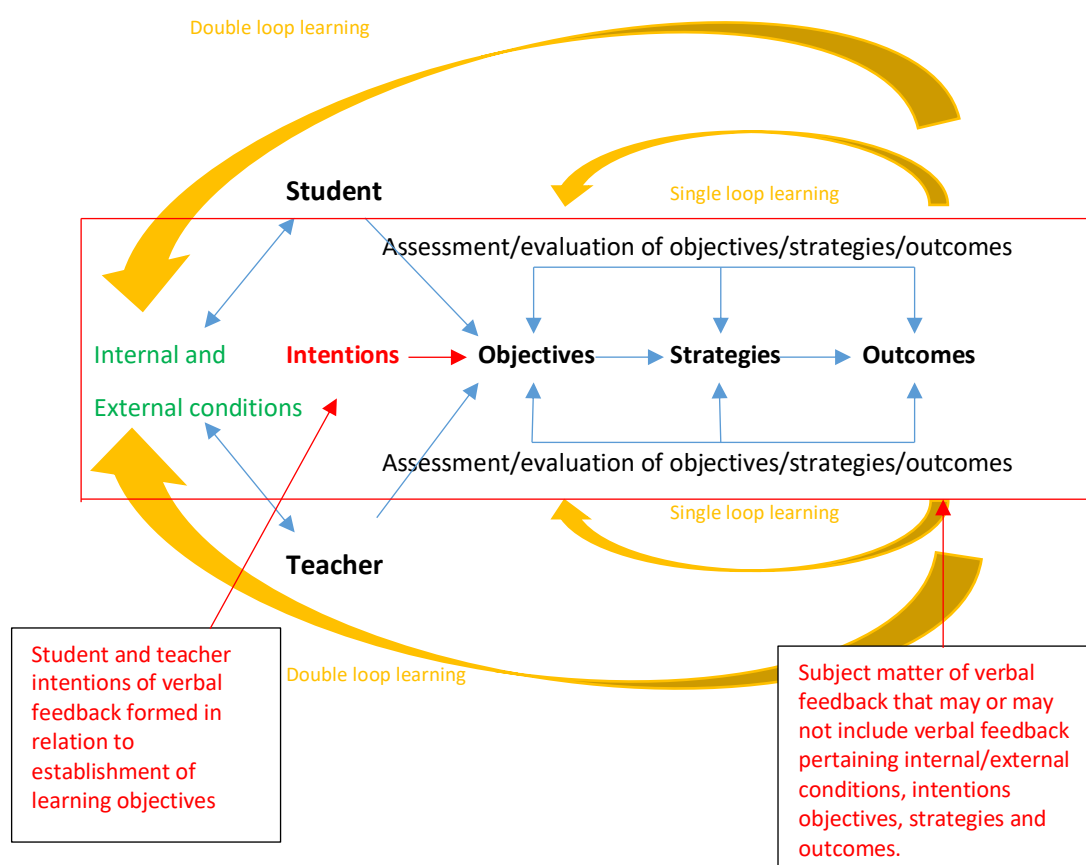 Double loop learning
Student
Single loop learning
Assessment/evaluation of objectives/strategies/outcomes
Internal and
External conditions
Intentions
Objectives
Strategies
Outcomes
Assessment/evaluation of objectives/strategies/outcomes
Single loop learning
Teacher
Student and teacher
intentions of verbal
feedback formed in
relation to
establishment of
learning objectives
Double loop learning
Subject matter of verbal
feedback that may or may
not include verbal feedback
pertaining internal/external
conditions, intentions
objectives, strategies and
outcomes.